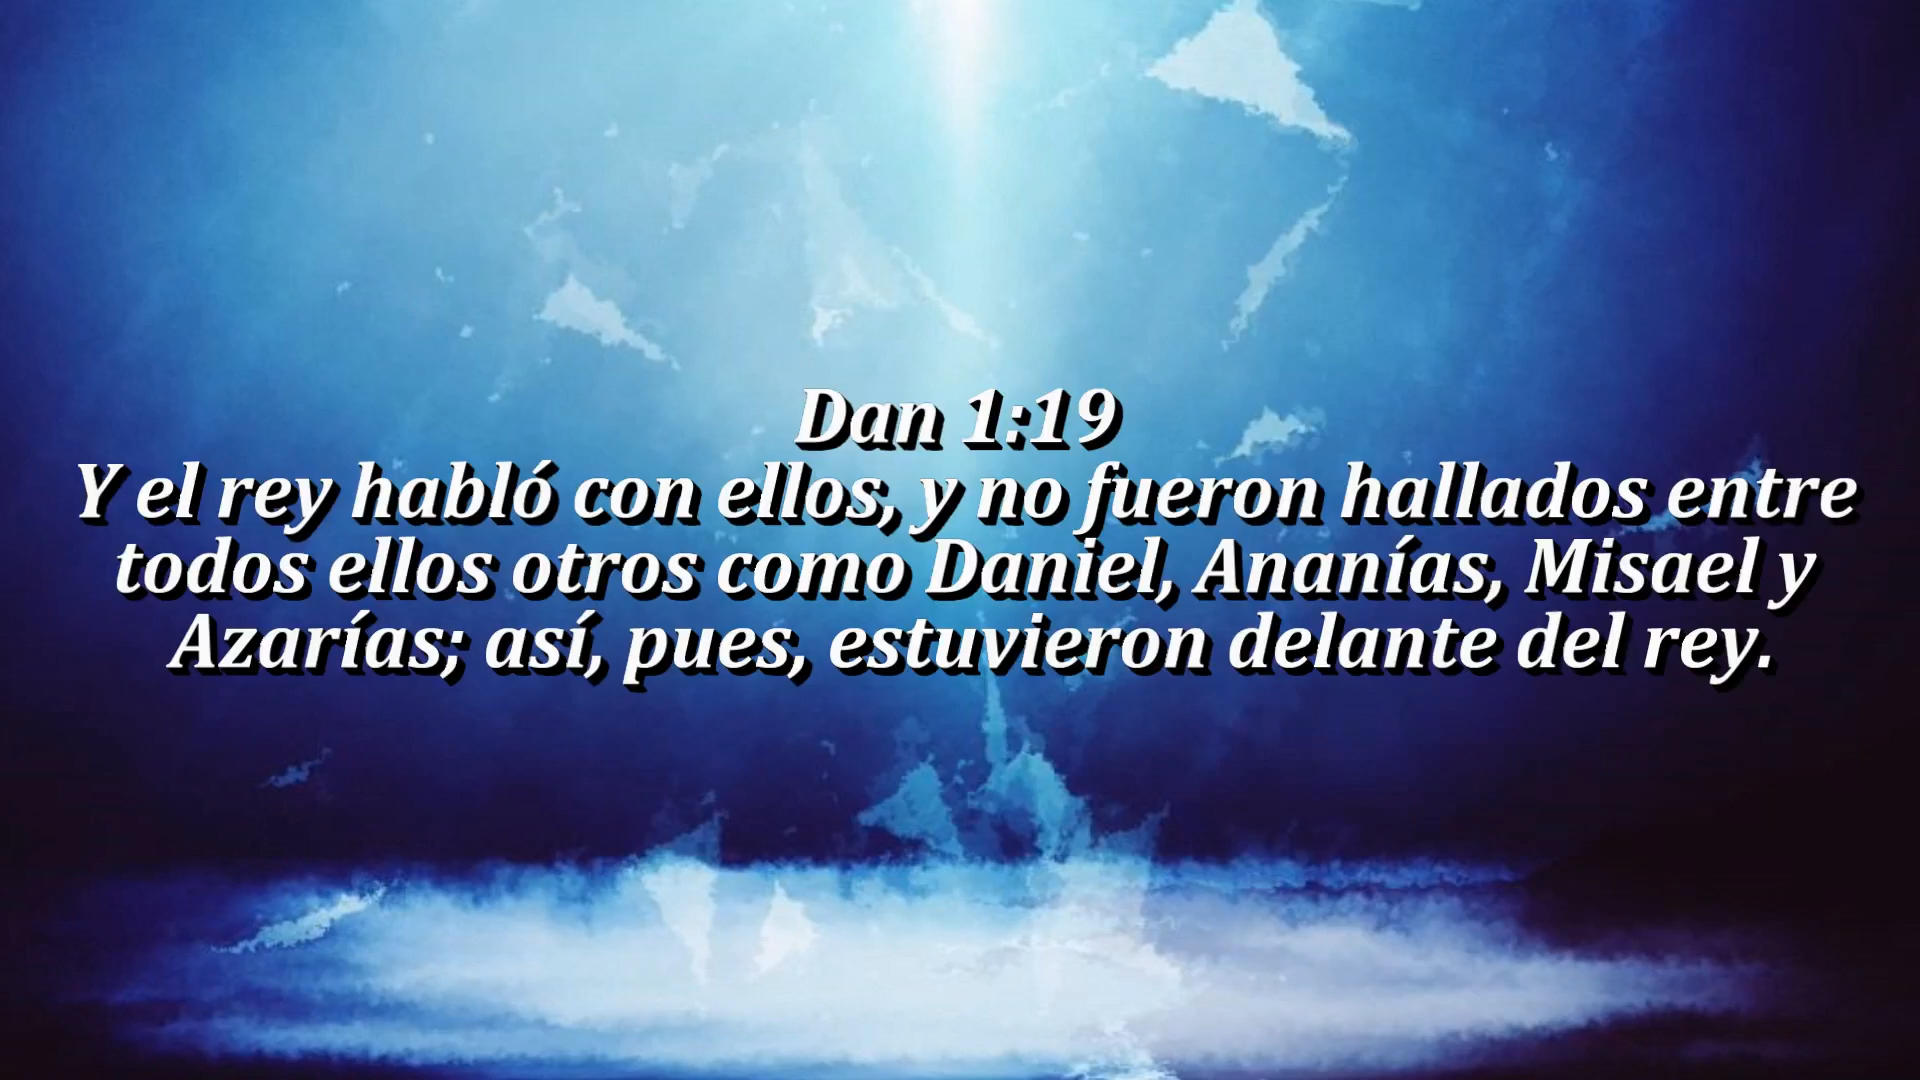 Dan 1:19
Y el rey habló con ellos, y no fueron hallados entre
todos ellos otros como Daniel, Ananías, Misael y
Azarías; así, pues, estuvieron delante del rey.